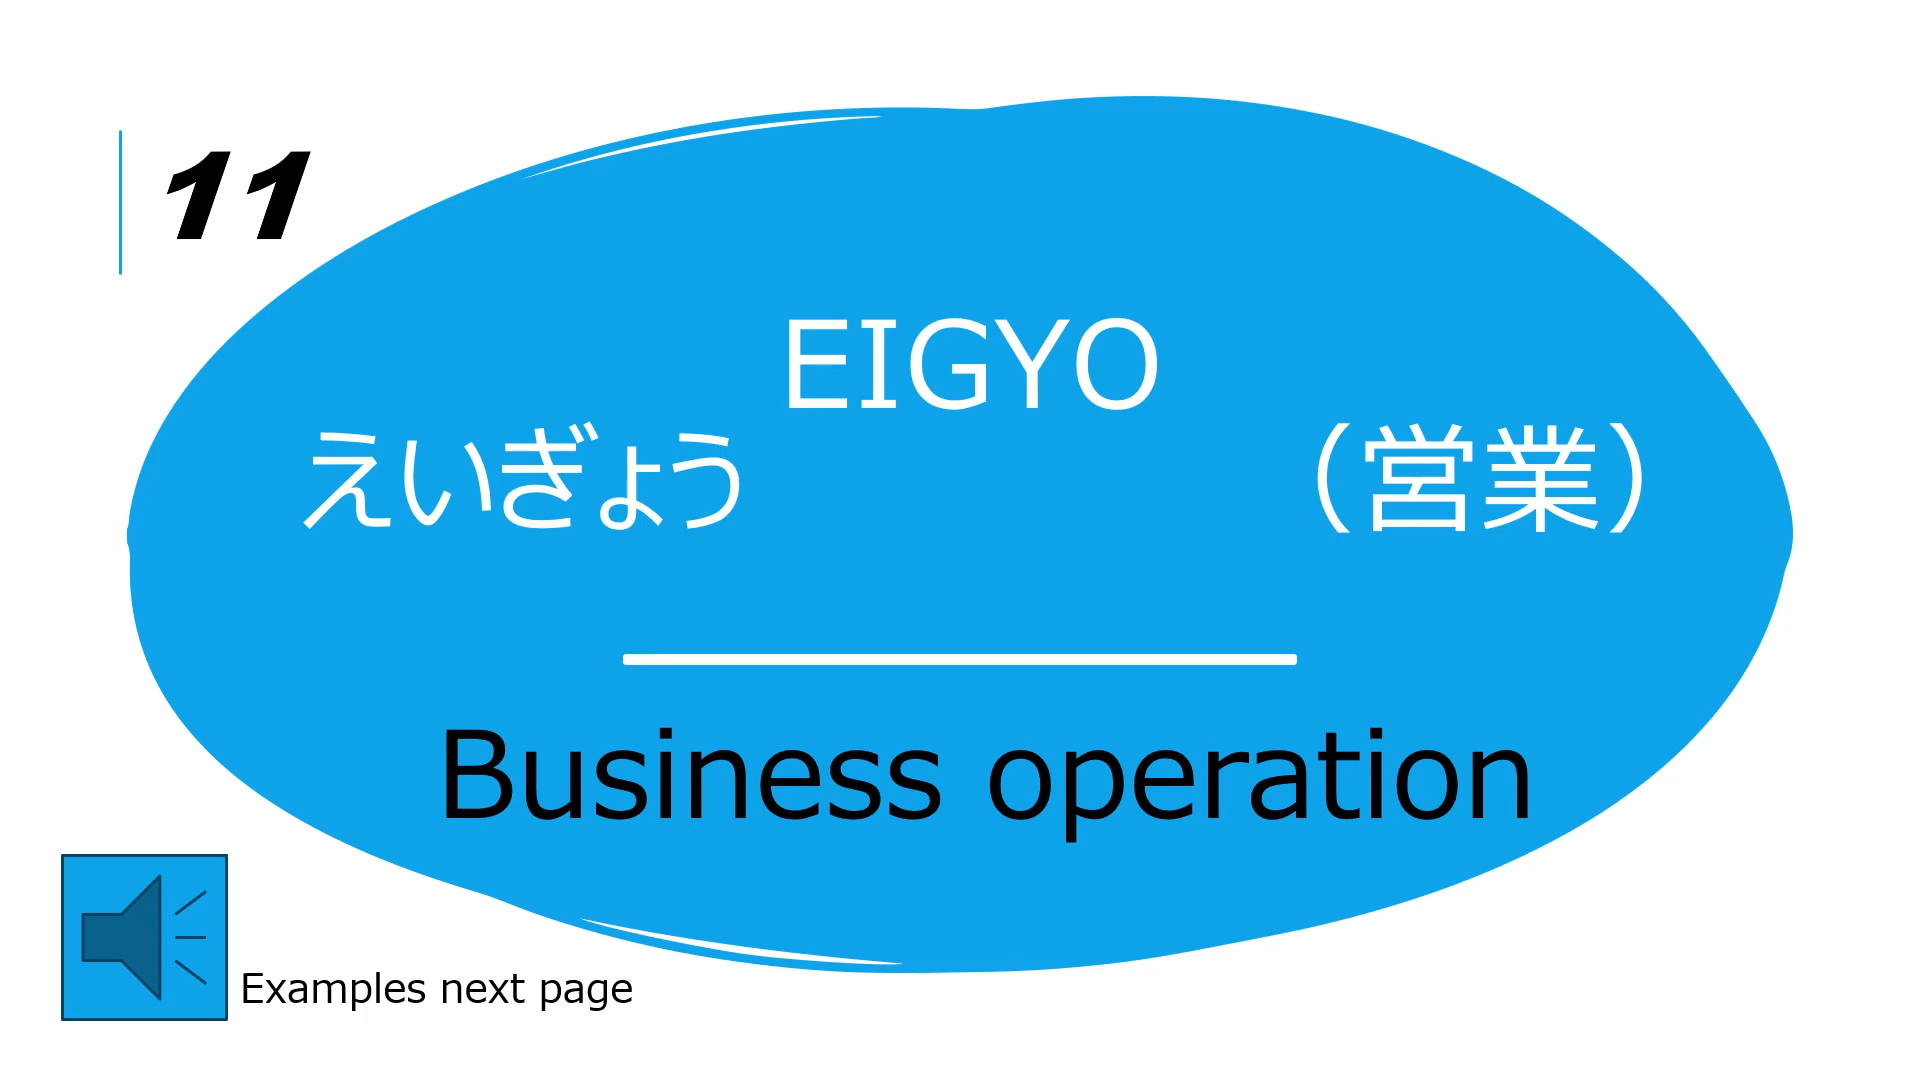 11
EIGYO
えいぎょう （営業）
Business operation
Examples next page